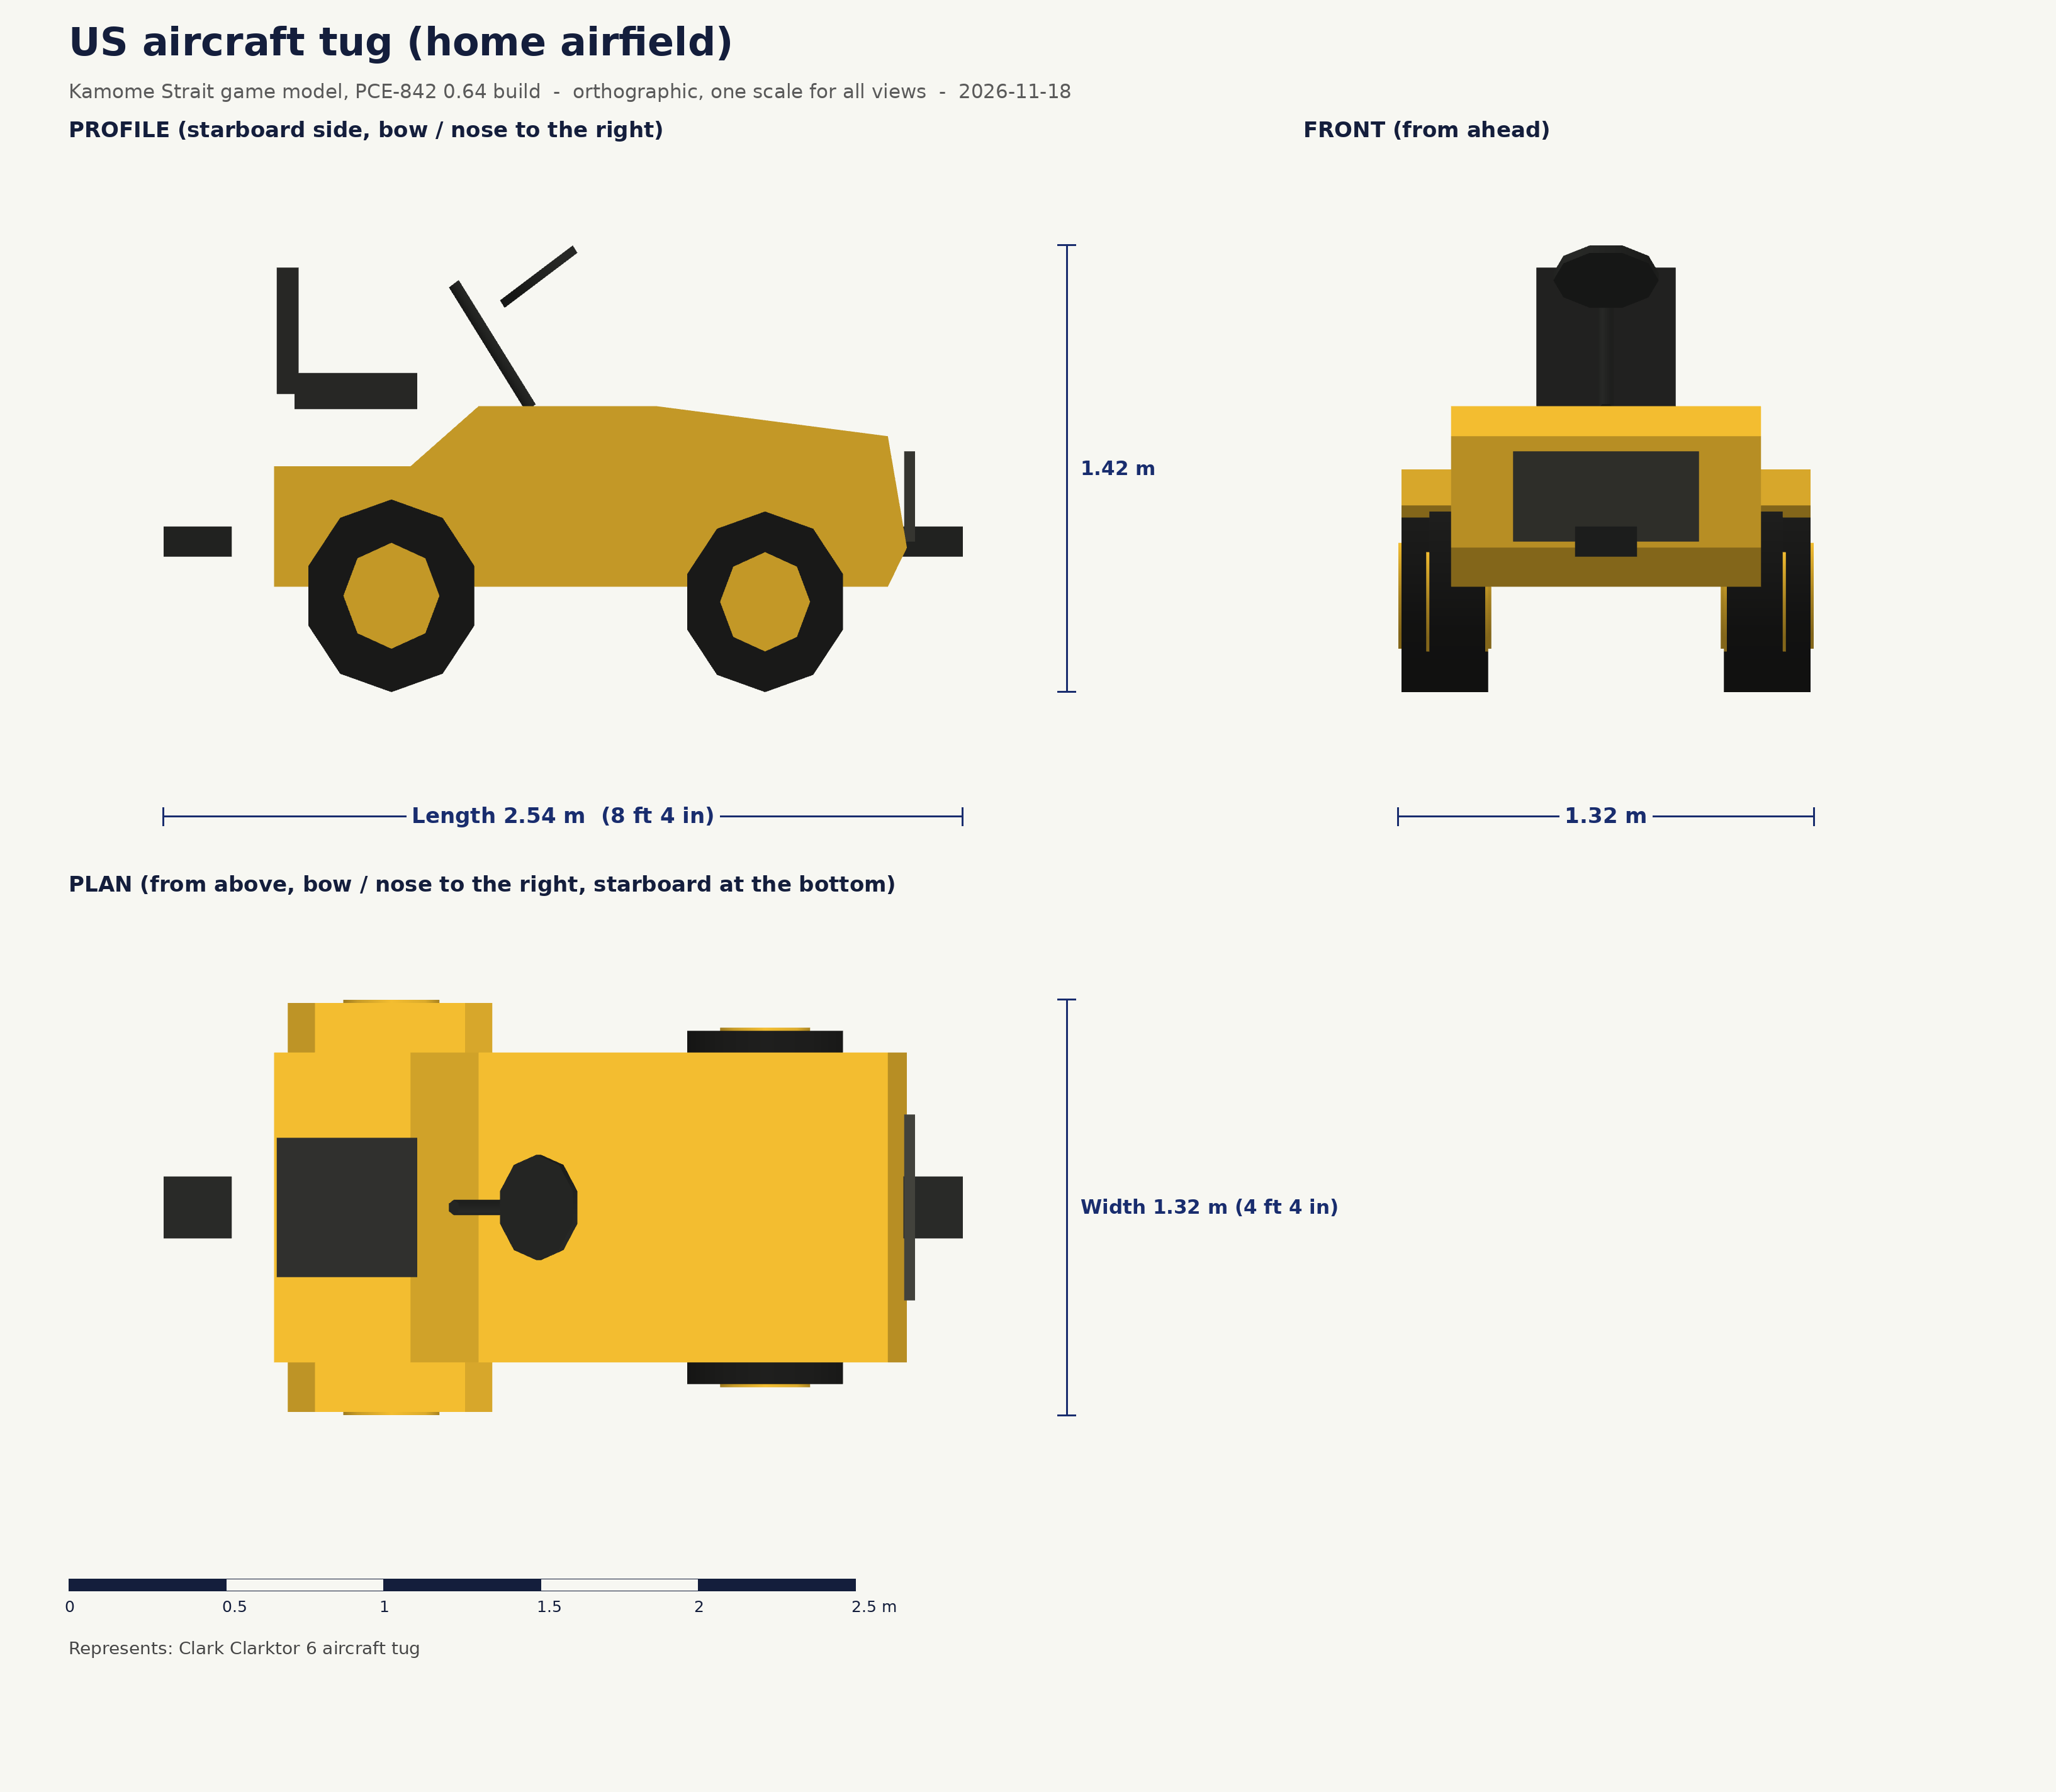 US aircraft tug (home airfield)
Kamome Strait game model, PCE-842 0.64 build - orthographic, one scale for all views - 2026-11-18
PROFILE (starboard side, bow / nose to the right)
FRONT (from ahead)
1.42 m
Length 2.54 m (8 ft 4 in)
1.32 m
PLAN (from above, bow / nose to the right, starboard at the bottom)
Width 1.32 m (4 ft 4 in)
0 0.5 1 1.5 2 2.5 m
Represents: Clark Clarktor 6 aircraft tug